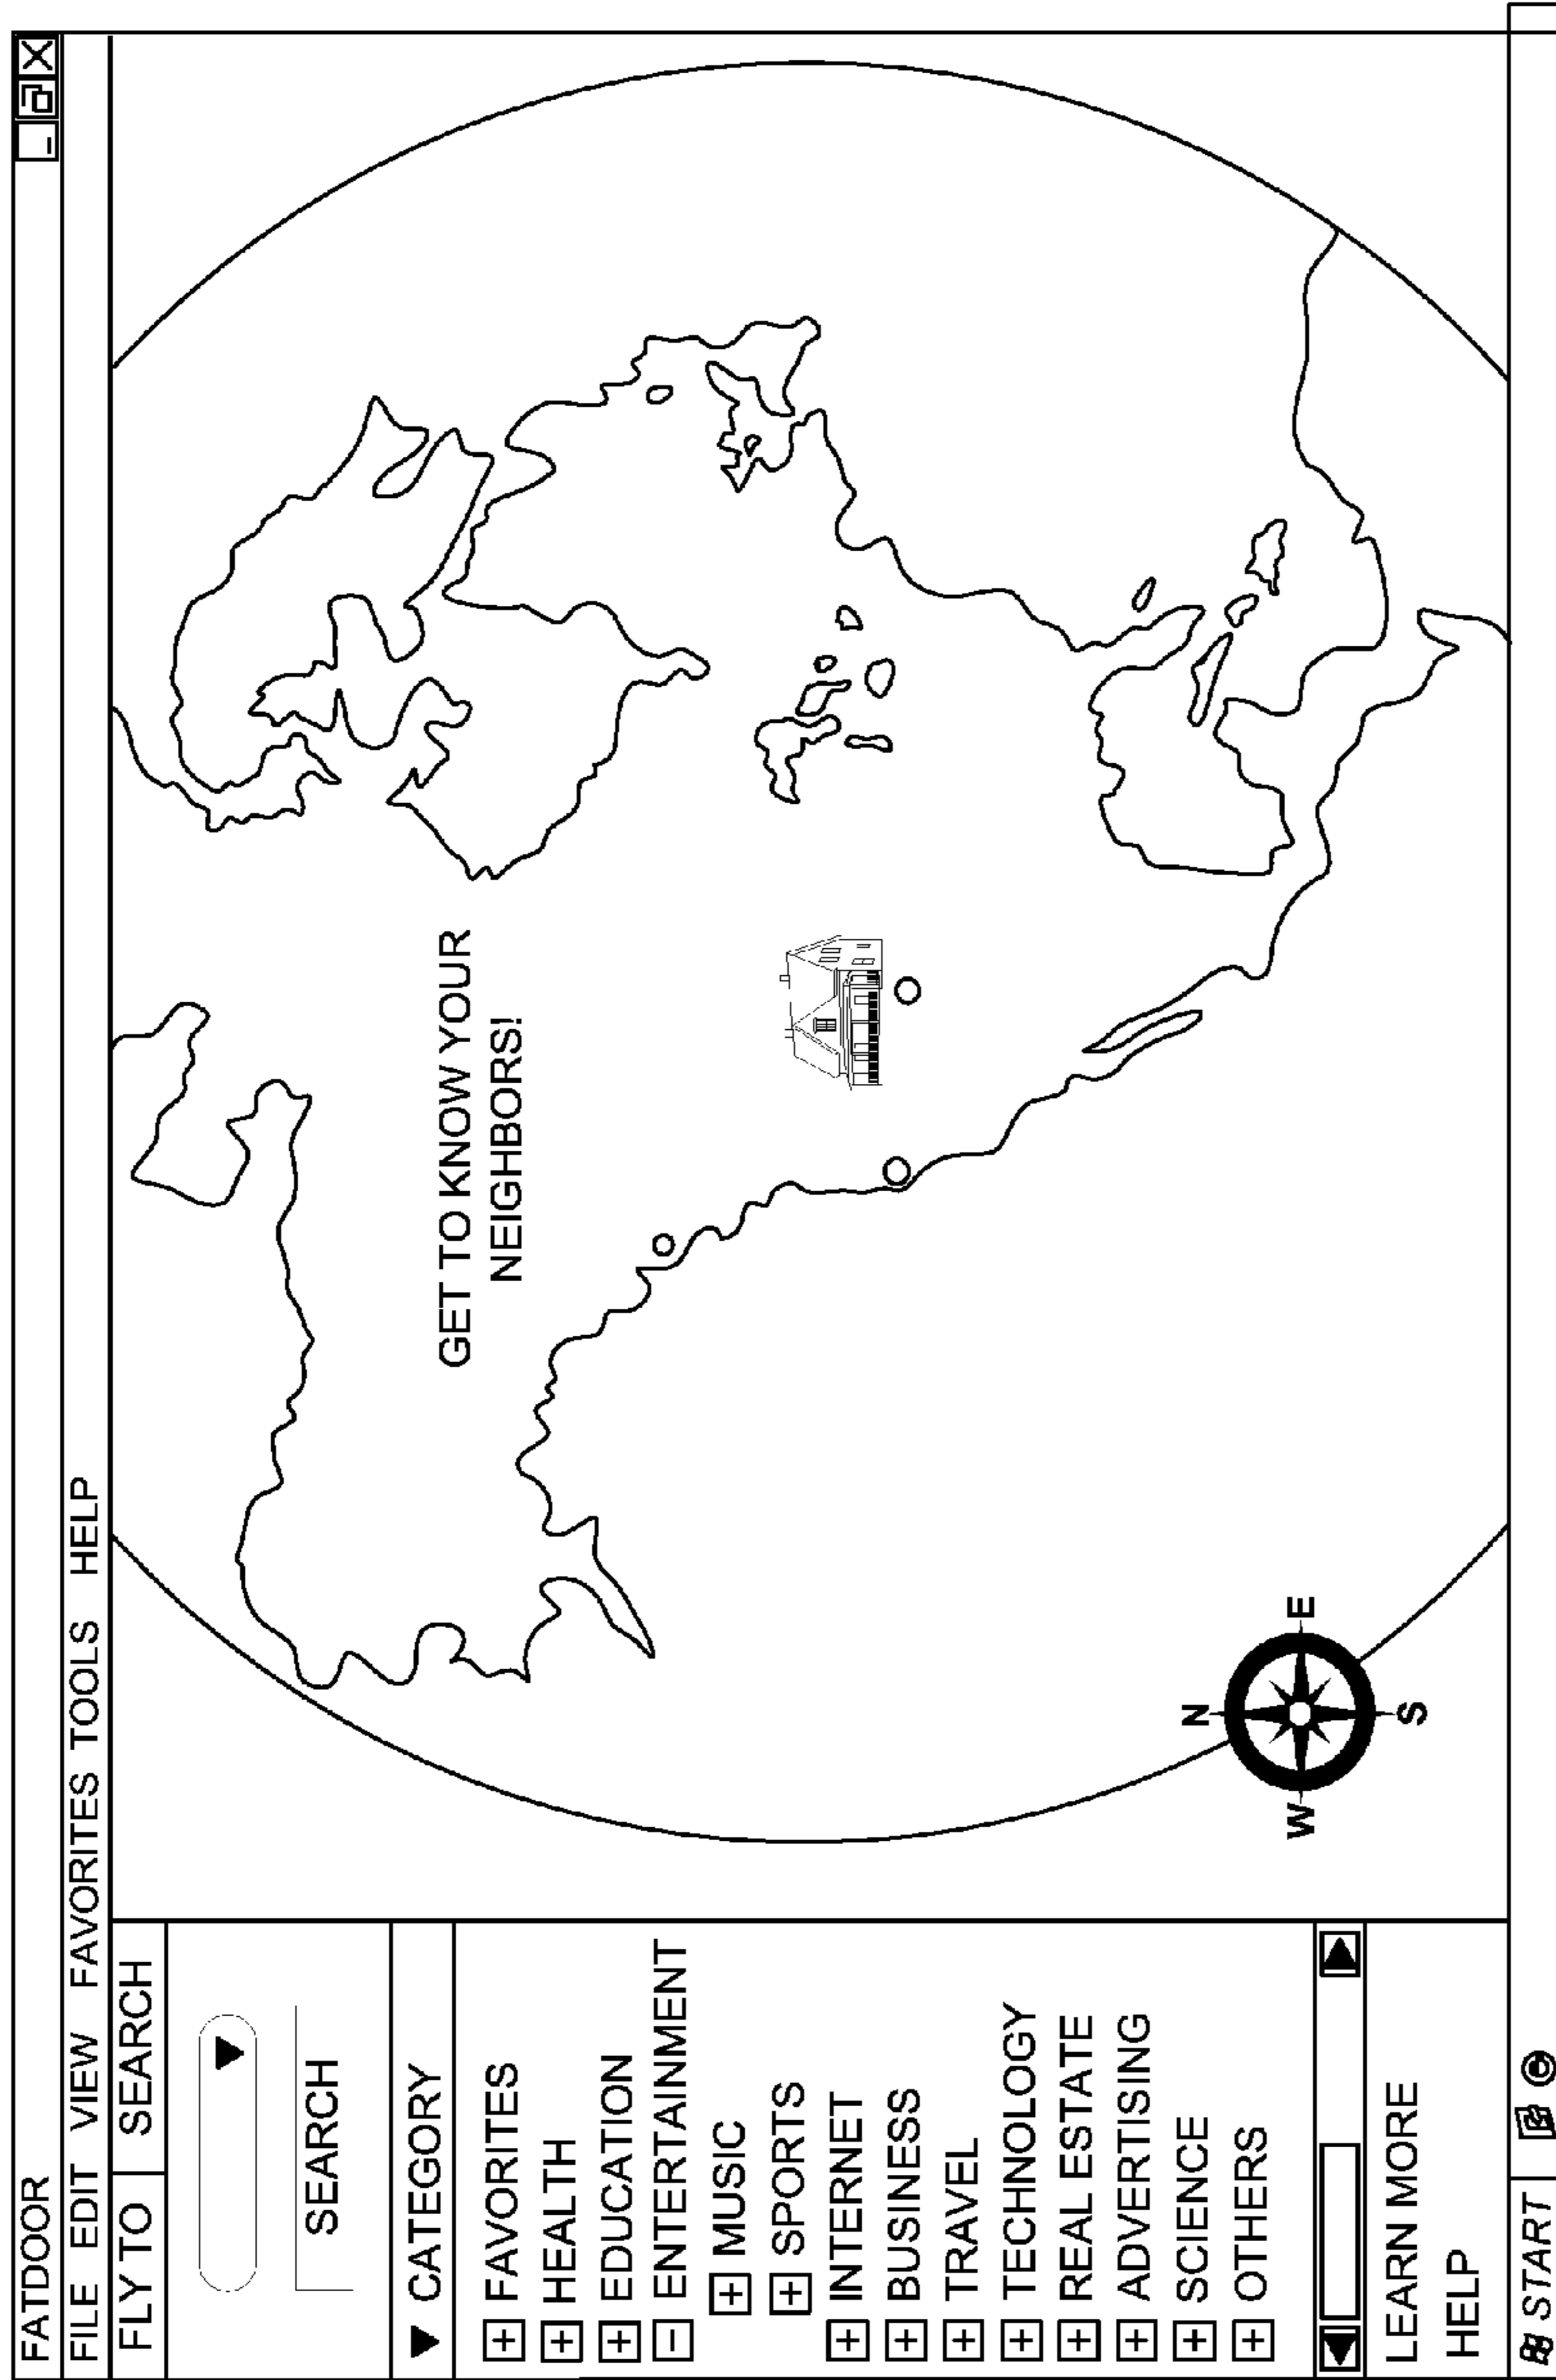 FATDOOR
FILE EDIT VIEW FAVORITES TOOLS HELP
FLY TO SEARCH
SEARCH
CATEGORY
FAVORITES
HEALTH
EDUCATION
ENTERTAINMENT
MUSIC
SPORTS
INTERNET
BUSINESS
TRAVEL
TECHNOLOGY
REAL ESTATE
ADVERTISING
SCIENCE
OTHERS
LEARN MORE
HELP
GET TO KNOW YOUR
NEIGHBORS!
N
W E
S
START